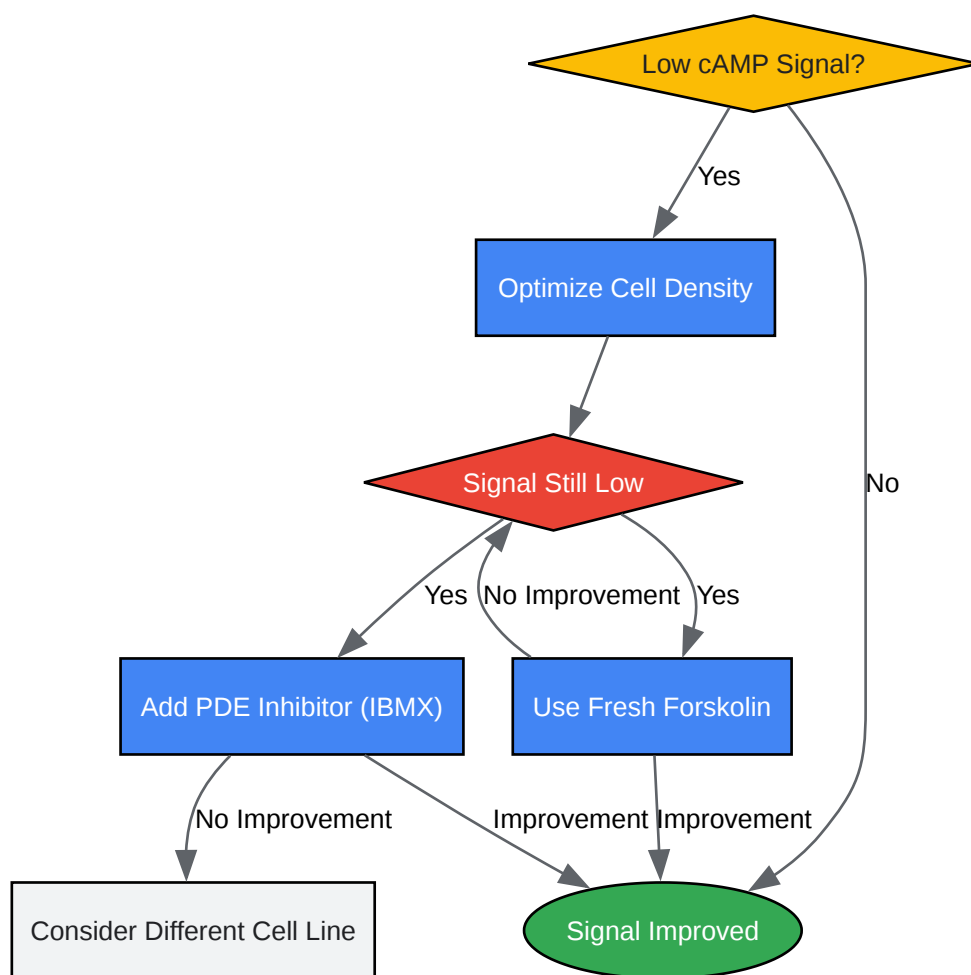 Low cAMP Signal?
Yes
Optimize Cell Density
No
Signal Still Low
Yes
No Improvement
Yes
Add PDE Inhibitor (IBMX)
Use Fresh Forskolin
No Improvement
Improvement
Improvement
Consider Different Cell Line
Signal Improved